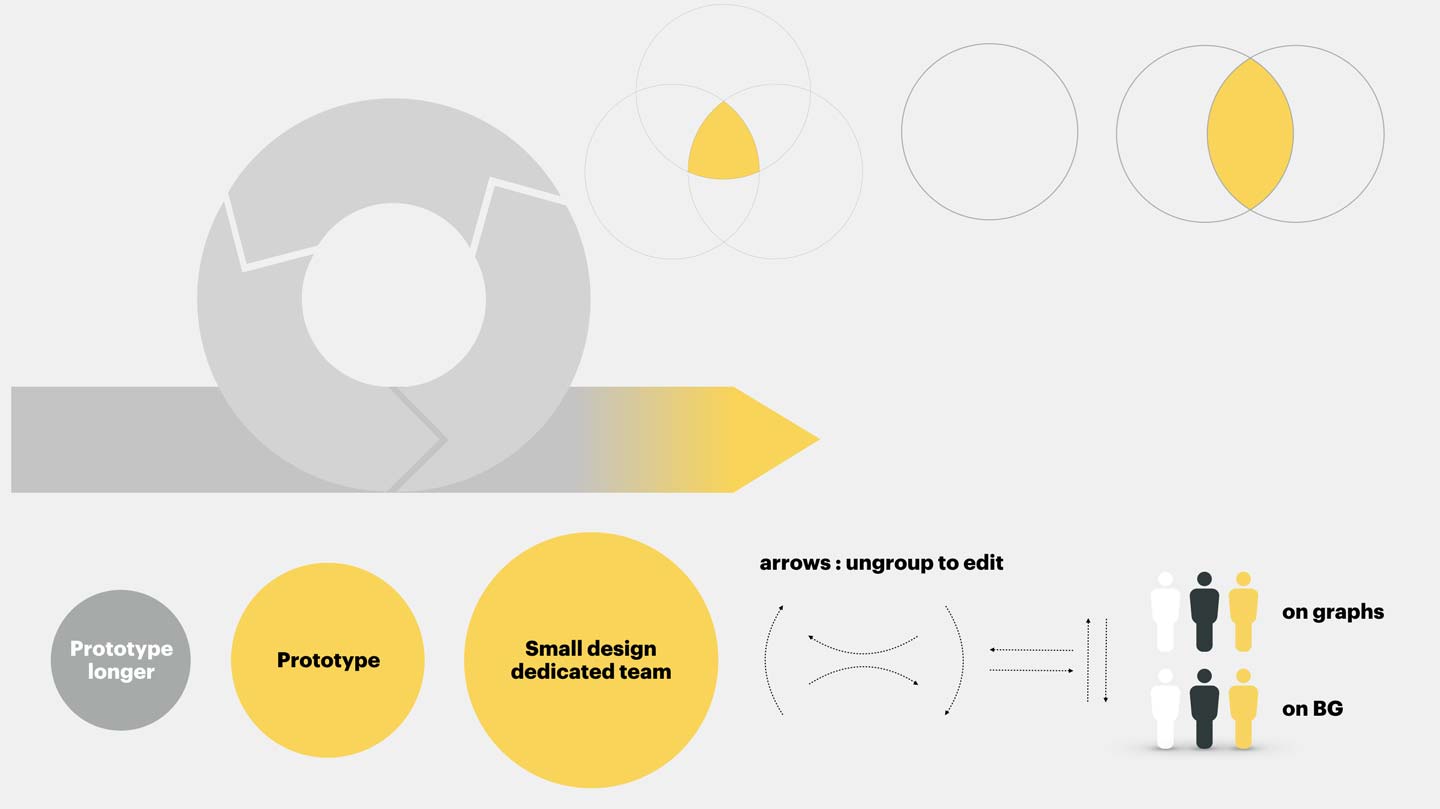 arrows : ungroup to edit
on graphs
Prototype
longer
Prototype
Small design
dedicated team
on BG